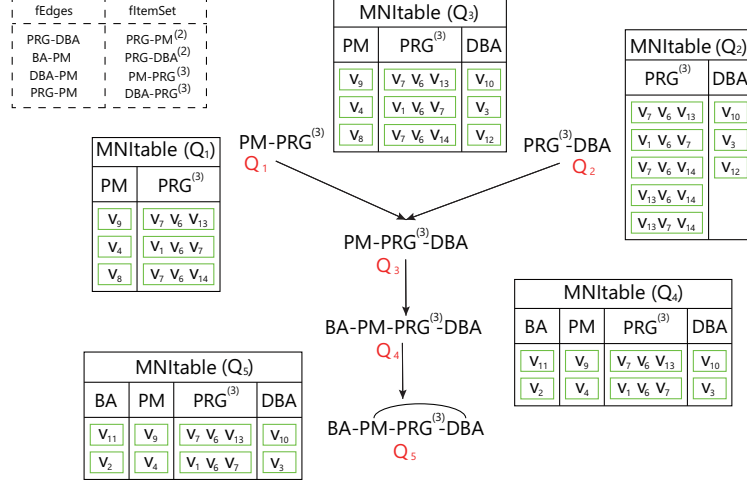 fEdges fItemSet
PRG-DBA PRG-PM(2)
BA-PM PRG-DBA(2)
DBA-PM PM-PRG(3)
PRG-PM DBA-PRG(3)
MNItable (Q3)
PM PRG(3) DBA
V9 V7 V6 V13 V10
V4 V1 V6 V7 V3
V8 V7 V6 V14 V12
MNItable (Q2)
PRG(3) DBA
V7 V6 V13 V10
V1 V6 V7 V3
V7 V6 V14 V12
V13 V6 V14
V13 V7 V14
MNItable (Q1)
PM PRG(3)
V9 V7 V6 V13
V4 V1 V6 V7
V8 V7 V6 V14
PM-PRG(3)
Q1
PRG(3)-DBA
Q2
PM-PRG(3)-DBA
Q3
BA-PM-PRG(3)-DBA
Q4
MNItable (Q4)
BA PM PRG(3) DBA
V11 V9 V7 V6 V13 V10
V2 V4 V1 V6 V7 V3
MNItable (Q5)
BA PM PRG(3) DBA
V11 V9 V7 V6 V13 V10
V2 V4 V1 V6 V7 V3
BA-PM-PRG(3)-DBA
Q5